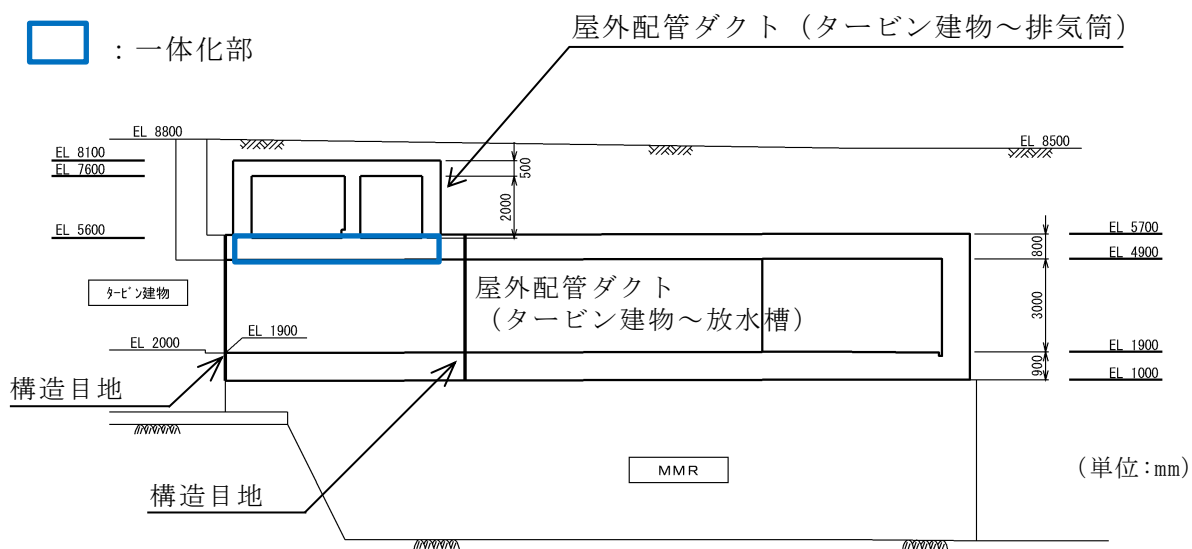 屋外配管ダクト（タービン建物～排気筒）
：一体化部
EL 8800
EL 8500
EL 8100
EL 7600
500
2000
EL 5600
EL 5700
800
EL 4900
屋外配管ダクト
（タービン建物～放水槽）
ﾀｰﾋﾞﾝ建物
3000
EL 1900
EL 2000
EL 1900
900
EL 1000
構造目地
構造目地
MMR
(単位:mm)